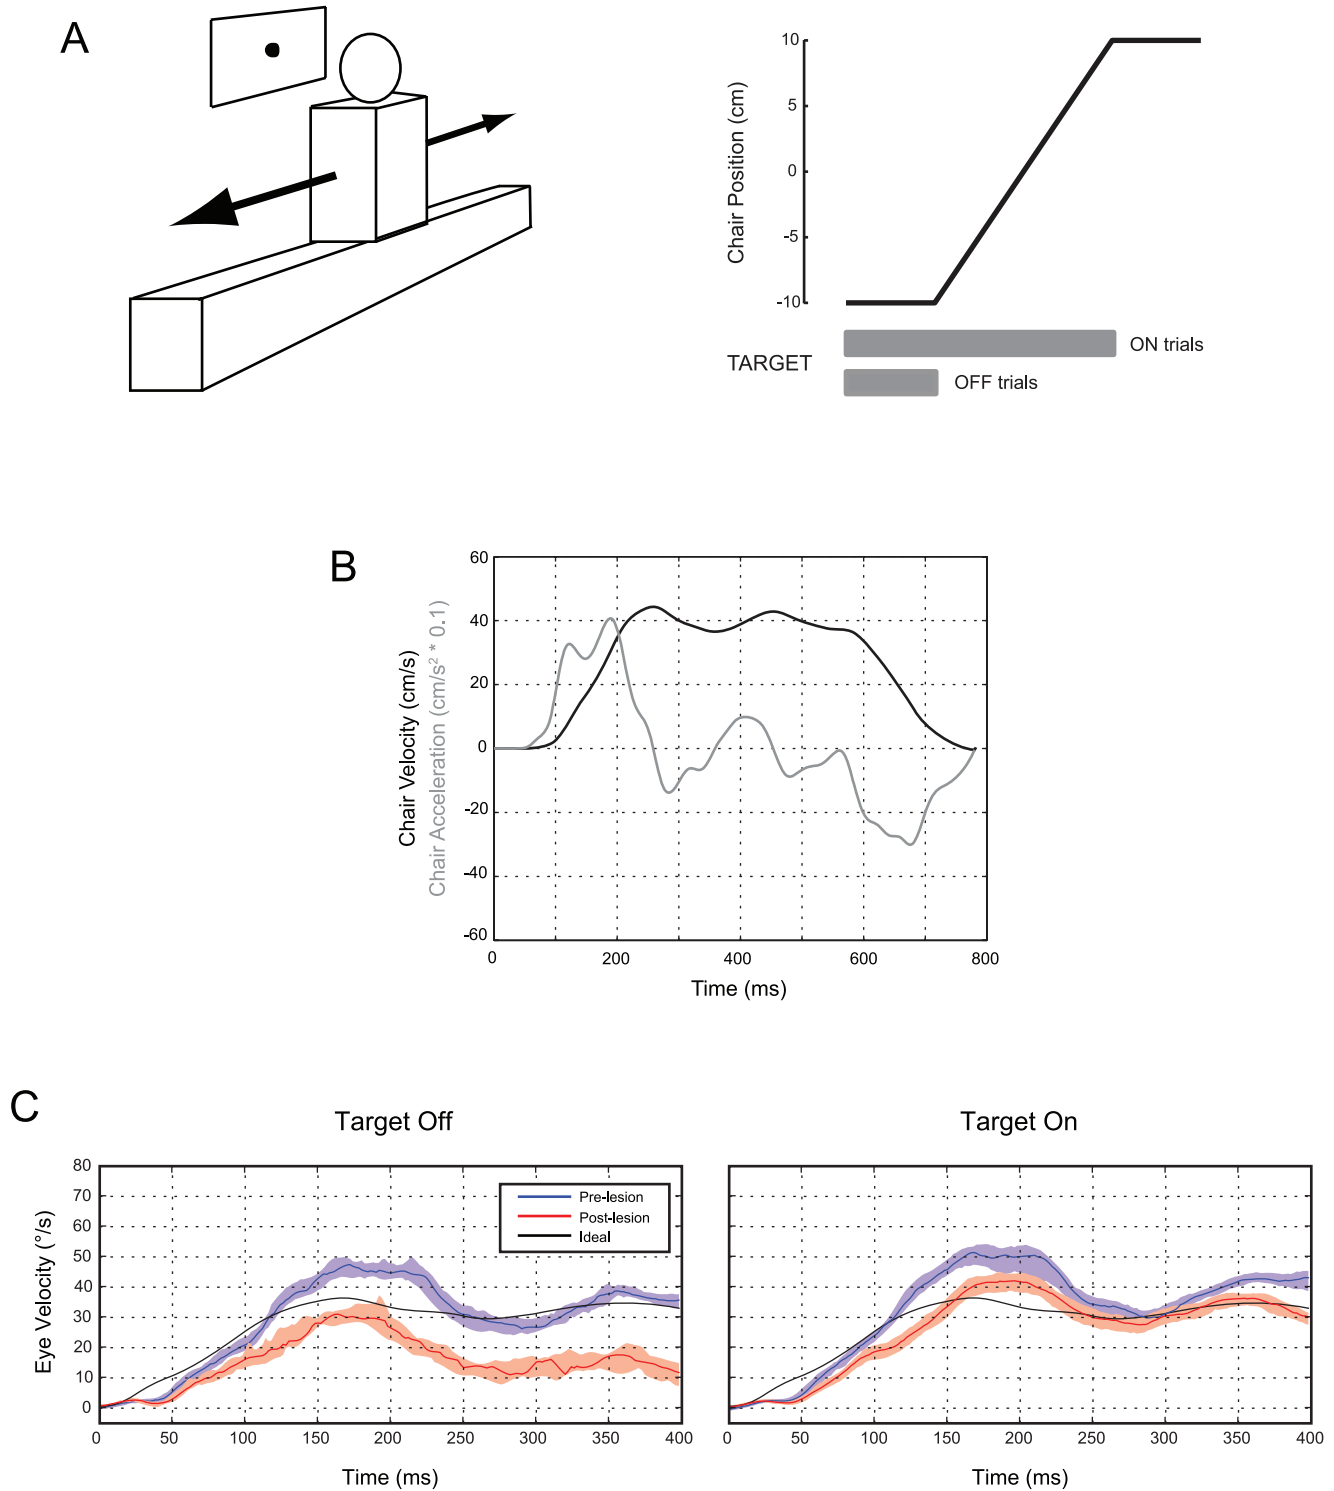 A
Chair Position (cm)
10
5
0
-5
-10
TARGET
ON trials
OFF trials
B
Chair Velocity (cm/s)
Chair Acceleration (cm/s² * 0.1)
60
40
20
0
-20
-40
-60
0 200 400 600 800
Time (ms)
C
Target Off
Eye Velocity (°/s)
80
70
60
50
40
30
20
10
0
Pre-lesion
Post-lesion
Ideal
0 50 100 150 200 250 300 350 400
Time (ms)
Target On
0 50 100 150 200 250 300 350 400
Time (ms)